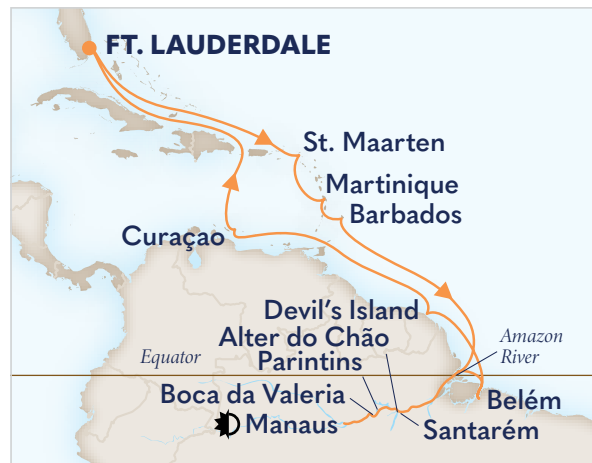 FT. LAUDERDALE
St. Maarten
Martinique
Barbados
Curaçao
Devil's Island
Alter do Chão
Amazon
River
Equator
Parintins
Boca da Valeria
Belém
Manaus
Santarém